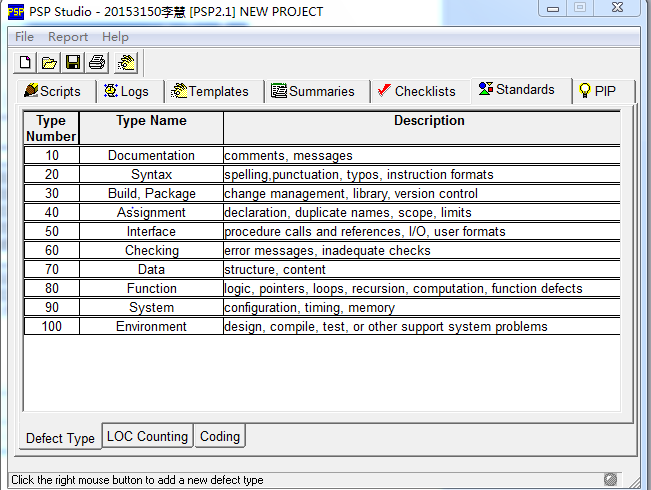 PSP PSP Studio - 20153150李慧 [PSP2.1] NEW PROJECT
File Report Help
Scripts Logs Templates Summaries Checklists Standards PIP
Type Number Type Name Description
10 Documentation comments, messages
20 Syntax spelling,punctuation, typos, instruction formats
30 Build, Package change management, library, version control
40 Assignment declaration, duplicate names, scope, limits
50 Interface procedure calls and references, I/O, user formats
60 Checking error messages, inadequate checks
70 Data structure, content
80 Function logic, pointers, loops, recursion, computation, function defects
90 System configuration, timing, memory
100 Environment design, compile, test, or other support system problems
Defect Type LOC Counting Coding
Click the right mouse button to add a new defect type